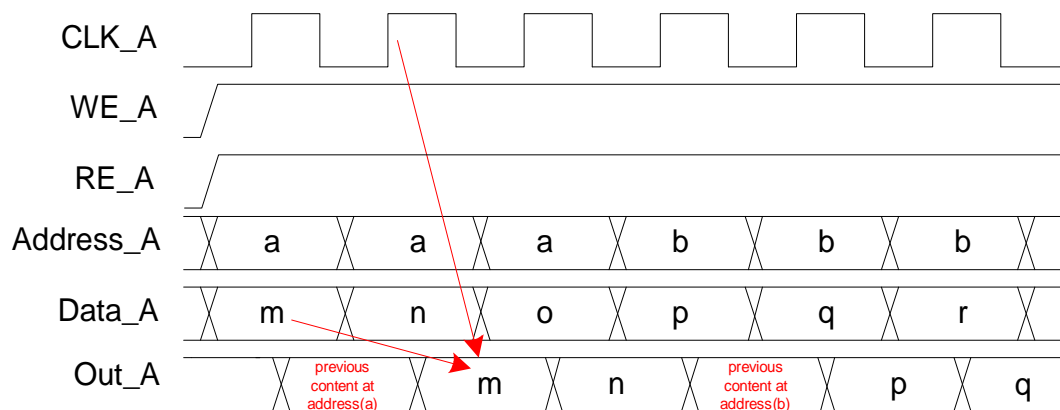 CLK_A
WE_A
RE_A
Address_A a a a b b b
Data_A m n o p q r
Out_A previous content at address(a) m n previous content at address(b) p q